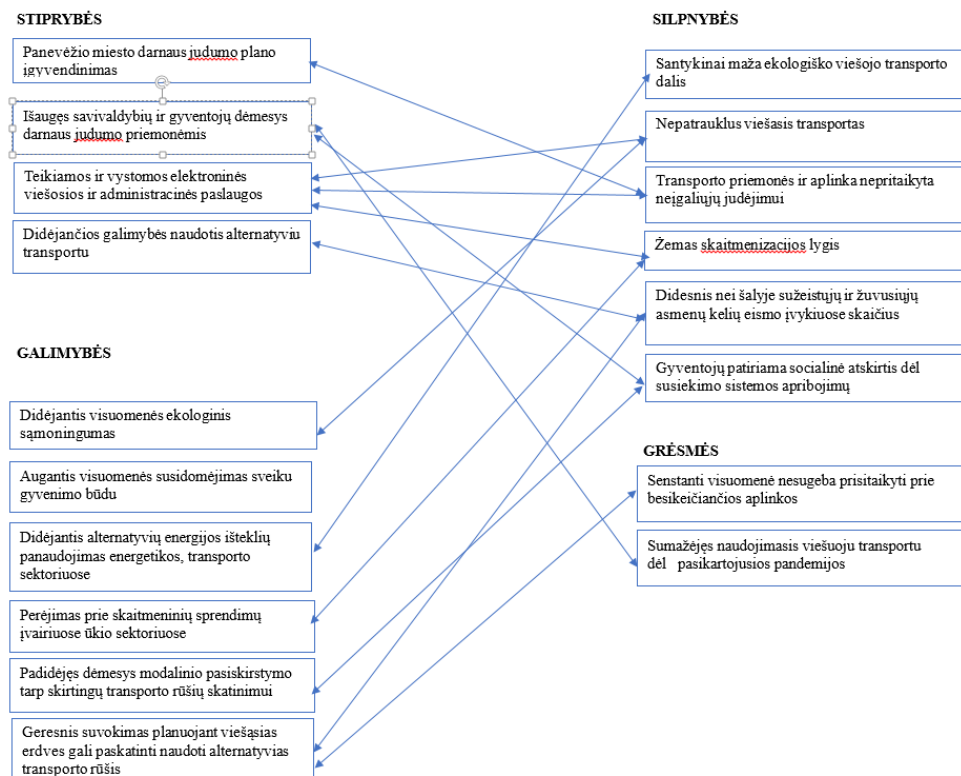 STIPRYBĖS
Panevėžio miesto darnaus judumo plano
įgyvendinimas
Išaugęs savivaldybių ir gyventojų dėmesys
darnaus judumo priemonėmis
Teikiamos ir vystomos elektroninės
viešosios ir administracinės paslaugos
Didėjančios galimybės naudotis alternatyviu
transportu
GALIMYBĖS
Didėjantis visuomenės ekologinis
sąmoningumas
Augantis visuomenės susidomėjimas sveiku
gyvenimo būdu
Didėjantis alternatyvių energijos išteklių
panaudojimas energetikos, transporto
sektoriuose
Perėjimas prie skaitmeninių sprendimų
įvairiuose ūkio sektoriuose
Padidėjęs dėmesys modalinio pasiskirstymo
tarp skirtingų transporto rūšių skatinimui
Geresnis suvokimas planuojant viešąsias
erdves gali paskatinti naudoti alternatyvias
transporto rūšis
SILPNYBĖS
Santykinai maža ekologiško viešojo transporto
dalis
Nepatrauklus viešasis transportas
Transporto priemonės ir aplinka nepritaikyta
neįgaliųjų judėjimui
Žemas skaitmenizacijos lygis
Didesnis nei šalyje sužeistųjų ir žuvusiųjų
asmenų kelių eismo įvykiuose skaičius
Gyventojų patiriama socialinė atskirtis dėl
susiekimo sistemos apribojimų
GRĖSMĖS
Senstanti visuomenė nesugeba prisitaikyti prie
besikeičiančios aplinkos
Sumažėjęs naudojimasis viešuoju transportu
dėl pasikartojusios pandemijos